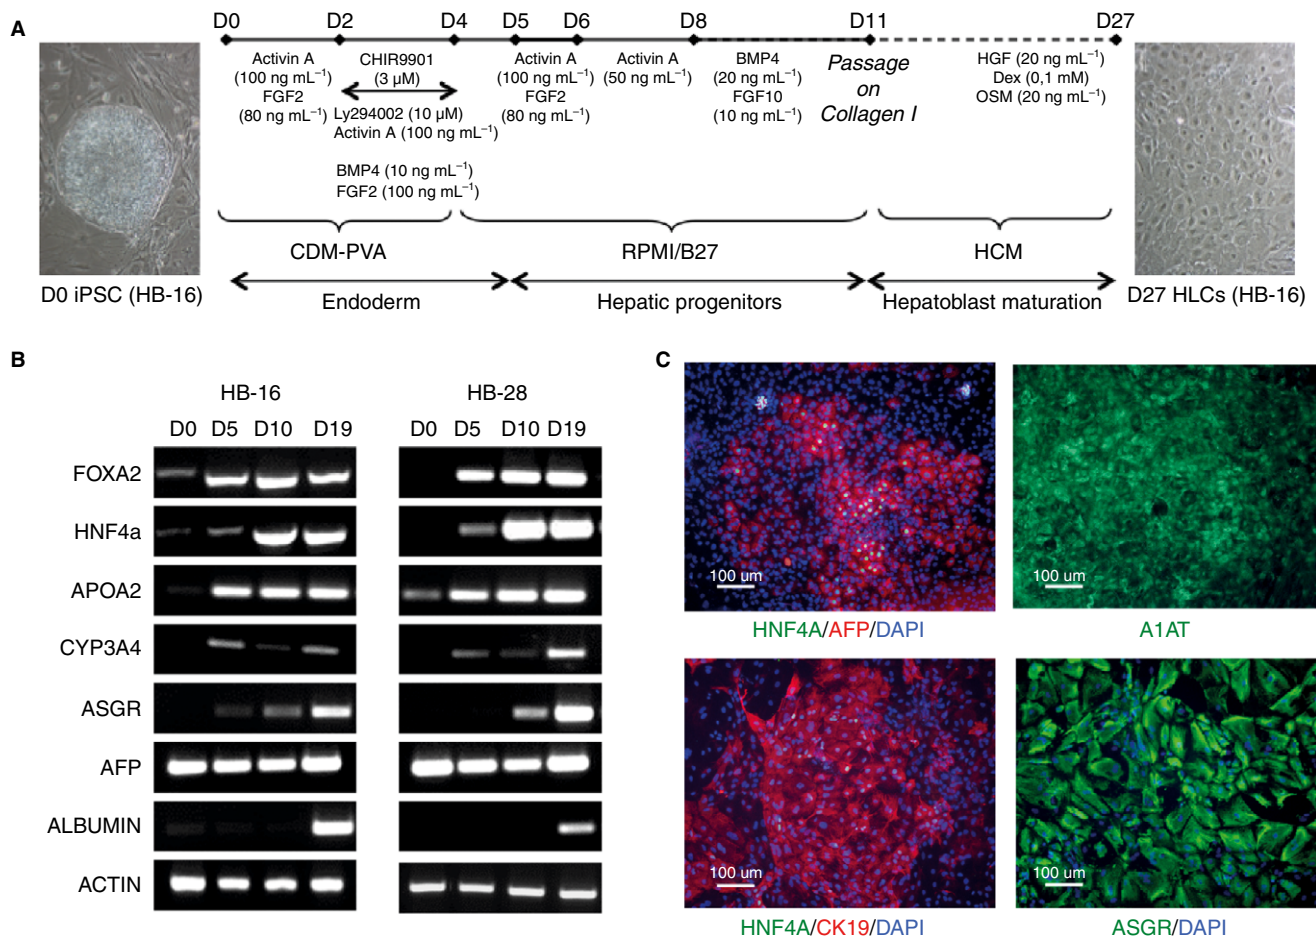 A
D0 D2 D4 D5 D6 D8 D11 D27
Activin A
(100 ng mL⁻¹)
FGF2
(80 ng mL⁻¹)
CHIR9901
(3 µM)
Ly294002 (10 µM)
Activin A (100 ng mL⁻¹)
BMP4 (10 ng mL⁻¹)
FGF2 (100 ng mL⁻¹)
Activin A
(100 ng mL⁻¹)
FGF2
(80 ng mL⁻¹)
Activin A
(50 ng mL⁻¹)
BMP4
(20 ng mL⁻¹)
FGF10
(10 ng mL⁻¹)
Passage
on
Collagen I
HGF (20 ng mL⁻¹)
Dex (0,1 mM)
OSM (20 ng mL⁻¹)
CDM-PVA RPMI/B27 HCM
Endoderm Hepatic progenitors Hepatoblast maturation
D0 iPSC (HB-16)
D27 HLCs (HB-16)
B
HB-16 HB-28
D0 D5 D10 D19 D0 D5 D10 D19
FOXA2
HNF4a
APOA2
CYP3A4
ASGR
AFP
ALBUMIN
ACTIN
C
100 um
HNF4A/AFP/DAPI
100 um
A1AT
100 um
HNF4A/CK19/DAPI
100 um
ASGR/DAPI